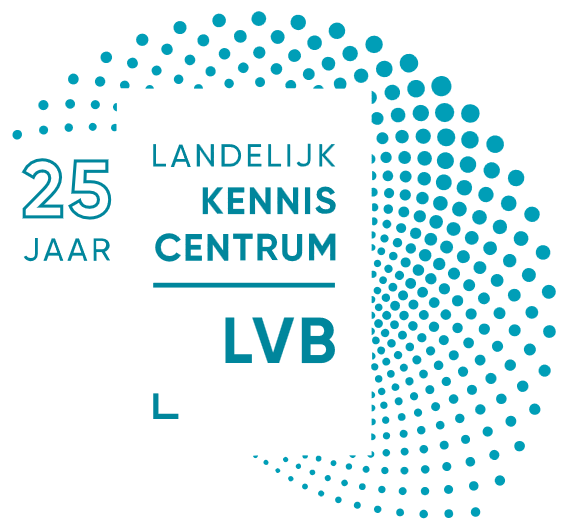 25
JAAR
LANDELIJK
KENNIS
CENTRUM
LVB